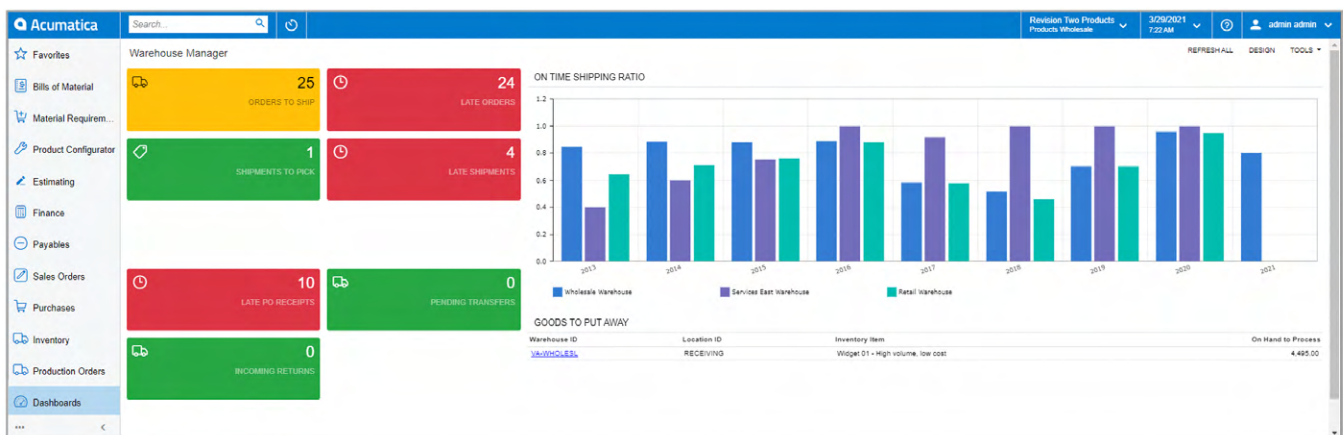 Acumatica
Search...
Revision Two Products
Products Wholesale
3/29/2021
7:22 AM
admin admin
Favorites
Bills of Material
Material Requirem...
Product Configurator
Estimating
Finance
Payables
Sales Orders
Purchases
Inventory
Production Orders
Dashboards
Warehouse Manager
REFRESH ALL DESIGN TOOLS
25
ORDERS TO SHIP
24
LATE ORDERS
1
SHIPMENTS TO PICK
4
LATE SHIPMENTS
10
LATE PO RECEIPTS
0
PENDING TRANSFERS
0
INCOMING RETURNS
ON TIME SHIPPING RATIO
1.2
1.0
0.8
0.6
0.4
0.2
0.0
2013 2014 2015 2016 2017 2018 2019 2020 2021
Wholesale Warehouse Services East Warehouse Retail Warehouse
GOODS TO PUT AWAY
Warehouse ID Location ID Inventory Item On Hand to Process
VA-WHOLESL RECEIVING Widget 01 - High volume, low cost 4,495.00